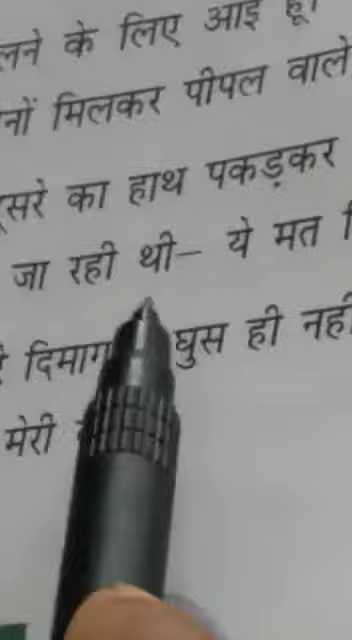 लने के लिए आई हूँ।
नों मिलकर पीपल वाले
दूसरे का हाथ पकड़कर
जा रही थी– ये मत
दिमाग घुस ही नहीं
मेरी